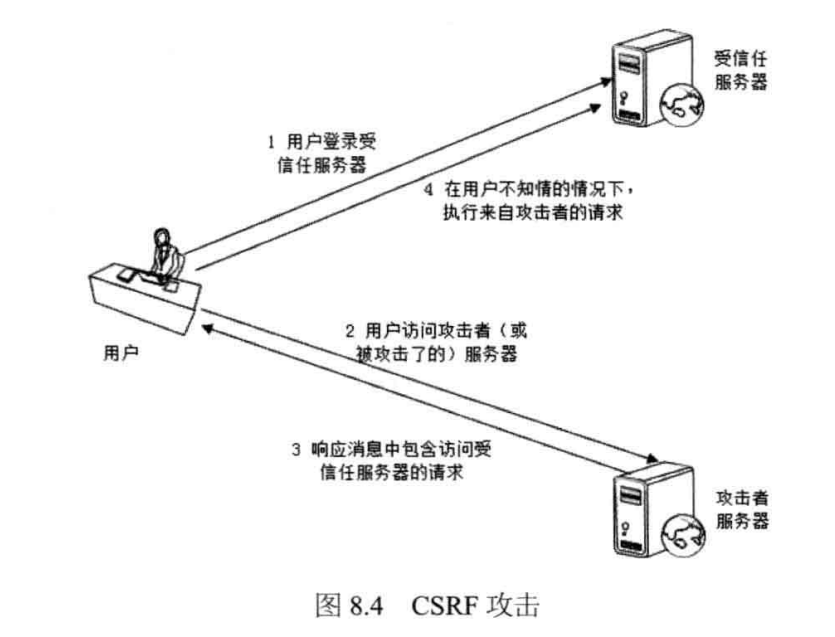 受信任
服务器
1 用户登录受
信任服务器
4 在用户不知情的情况下，
执行来自攻击者的请求
用户
2 用户访问攻击者（或
被攻击了的）服务器
3 响应消息中包含访问受
信任服务器的请求
攻击者
服务器
图 8.4 CSRF 攻击